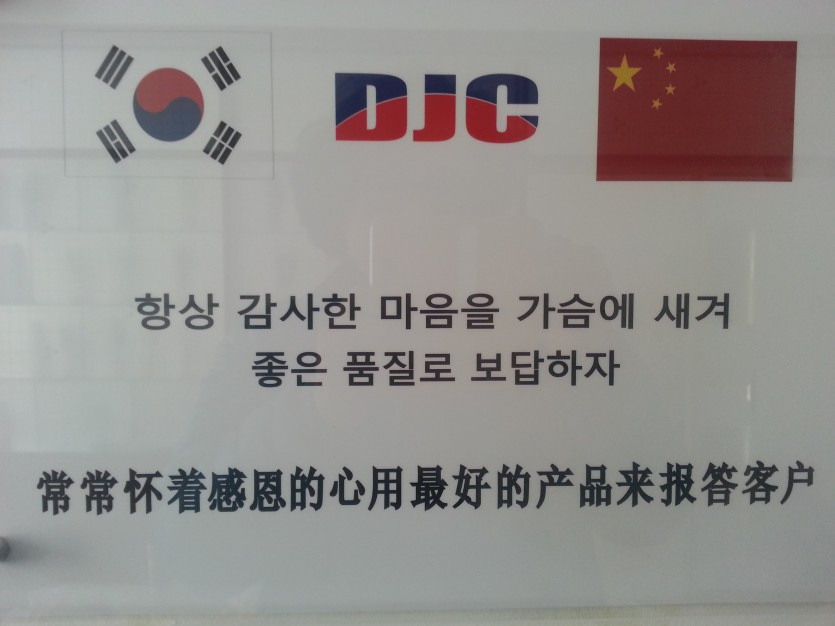 DJC
항상 감사한 마음을 가슴에 새겨
좋은 품질로 보답하자
常常怀着感恩的心用最好的产品来报答客户